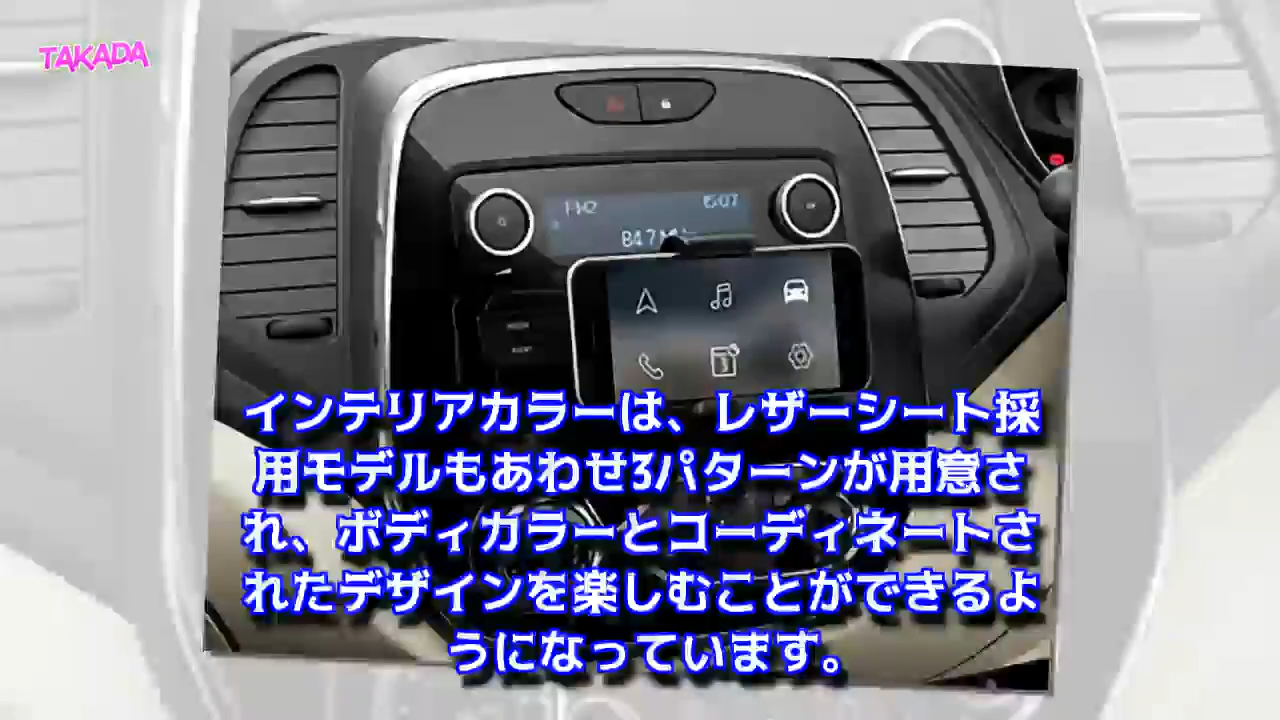 TAKADA
インテリアカラーは、レザーシート採
用モデルもあわせ3パターンが用意さ
れ、ボディカラーとコーディネートさ
れたデザインを楽しむことができるよ
うになっています。